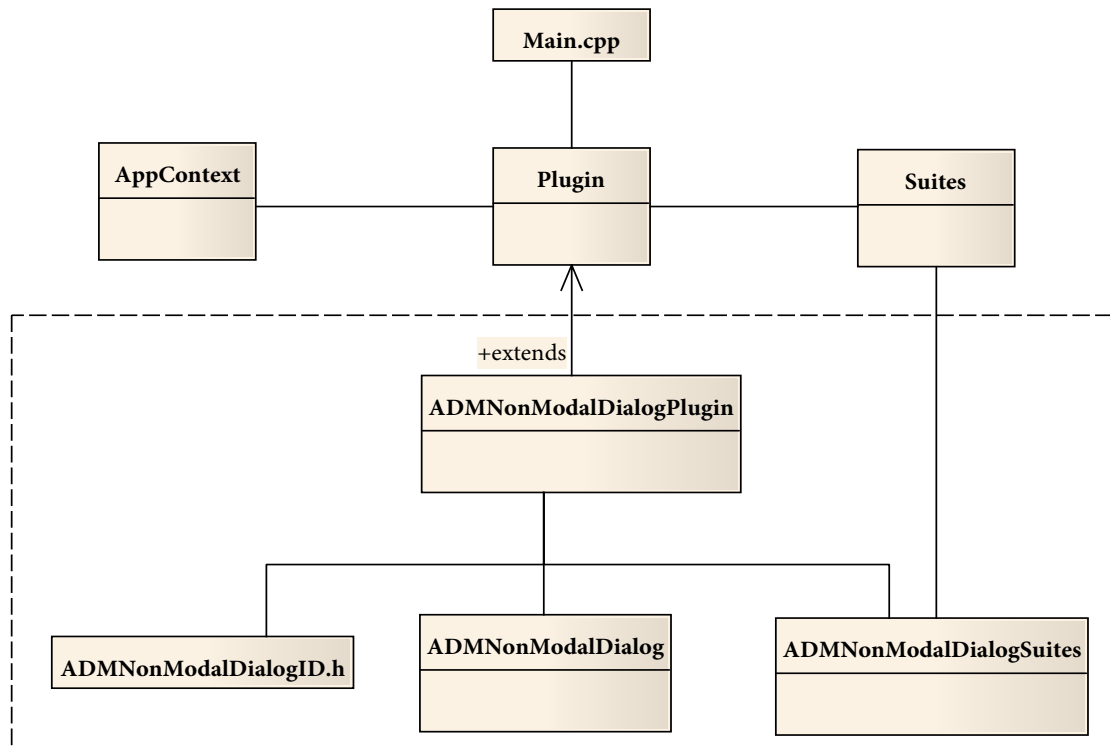 Main.cpp
AppContext
Plugin
Suites
+extends
ADMNonModalDialogPlugin
ADMNonModalDialogID.h
ADMNonModalDialog
ADMNonModalDialogSuites